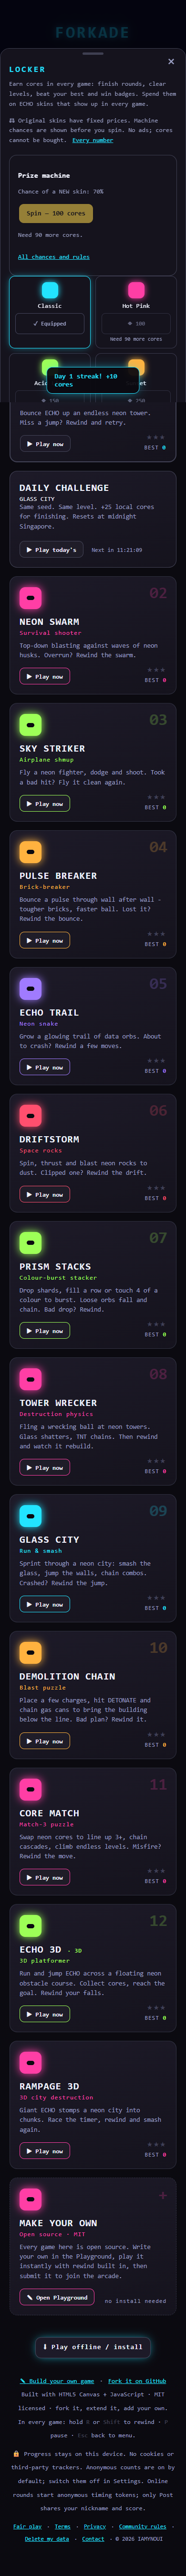 FORKADE
LOCKER
Earn cores in every game: finish rounds, clear
levels, beat your best and win badges. Spend them
on ECHO skins that show up in every game.
Original skins have fixed prices. Machine
chances are shown before you spin. No ads; cores
cannot be bought. Every number
Prize machine
Chance of a NEW skin: 70%
Spin — 100 cores
Need 90 more cores.
All chances and rules
Classic
✓ Equipped
Hot Pink
100
Need 90 more cores
Day 1 streak! +10
cores
150
250
Bounce ECHO up an endless neon tower.
Miss a jump? Rewind and retry.
▶ Play now
★★★
BEST 0
DAILY CHALLENGE
GLASS CITY
Same seed. Same level. +25 local cores
for finishing. Resets at midnight
Singapore.
▶ Play today's
Next in 11:21:09
02
NEON SWARM
Survival shooter
Top-down blasting against waves of neon
husks. Overrun? Rewind the swarm.
▶ Play now
★★★
BEST 0
03
SKY STRIKER
Airplane shmup
Fly a neon fighter, dodge and shoot. Took
a bad hit? Fly it clean again.
▶ Play now
★★★
BEST 0
04
PULSE BREAKER
Brick-breaker
Bounce a pulse through wall after wall -
tougher bricks, faster ball. Lost it?
Rewind the bounce.
▶ Play now
★★★
BEST 0
05
ECHO TRAIL
Neon snake
Grow a glowing trail of data orbs. About
to crash? Rewind a few moves.
▶ Play now
★★★
BEST 0
06
DRIFTSTORM
Space rocks
Spin, thrust and blast neon rocks to
dust. Clipped one? Rewind the drift.
▶ Play now
★★★
BEST 0
07
PRISM STACKS
Colour-burst stacker
Drop shards, fill a row or touch 4 of a
colour to burst. Loose orbs fall and
chain. Bad drop? Rewind.
▶ Play now
★★★
BEST 0
08
TOWER WRECKER
Destruction physics
Fling a wrecking ball at neon towers.
Glass shatters, TNT chains. Then rewind
and watch it rebuild.
▶ Play now
★★★
BEST 0
09
GLASS CITY
Run & smash
Sprint through a neon city: smash the
glass, jump the walls, chain combos.
Crashed? Rewind the jump.
▶ Play now
★★★
BEST 0
10
DEMOLITION CHAIN
Blast puzzle
Place a few charges, hit DETONATE and
chain gas cans to bring the building
below the line. Bad plan? Rewind it.
▶ Play now
★★★
BEST 0
11
CORE MATCH
Match-3 puzzle
Swap neon cores to line up 3+, chain
cascades, climb endless levels. Misfire?
Rewind the move.
▶ Play now
★★★
BEST 0
12
ECHO 3D · 3D
3D platformer
Run and jump ECHO across a floating neon
obstacle course. Collect cores, reach the
goal. Rewind your falls.
▶ Play now
★★★
BEST 0
RAMPAGE 3D
3D city destruction
Giant ECHO stomps a neon city into
chunks. Race the timer, rewind and smash
again.
▶ Play now
★★★
BEST 0
+
MAKE YOUR OWN
Open source · MIT
Every game here is open source. Write
your own in the Playground, play it
instantly with rewind built in, then
submit it to join the arcade.
Open Playground
no install needed
⬇ Play offline / install
Build your own game · Fork it on GitHub
Built with HTML5 Canvas + JavaScript · MIT
licensed · fork it, extend it, add your own.
In every game: hold R or Shift to rewind · P
pause · Esc back to menu.
Progress stays on this device. No cookies or
third-party trackers. Anonymous counts are on by
default; switch them off in Settings. Online
rounds start anonymous timing tokens; only Post
shares your nickname and score.
Fair play · Terms · Privacy · Community rules ·
Delete my data · Contact · © 2026 IAMYNOUI